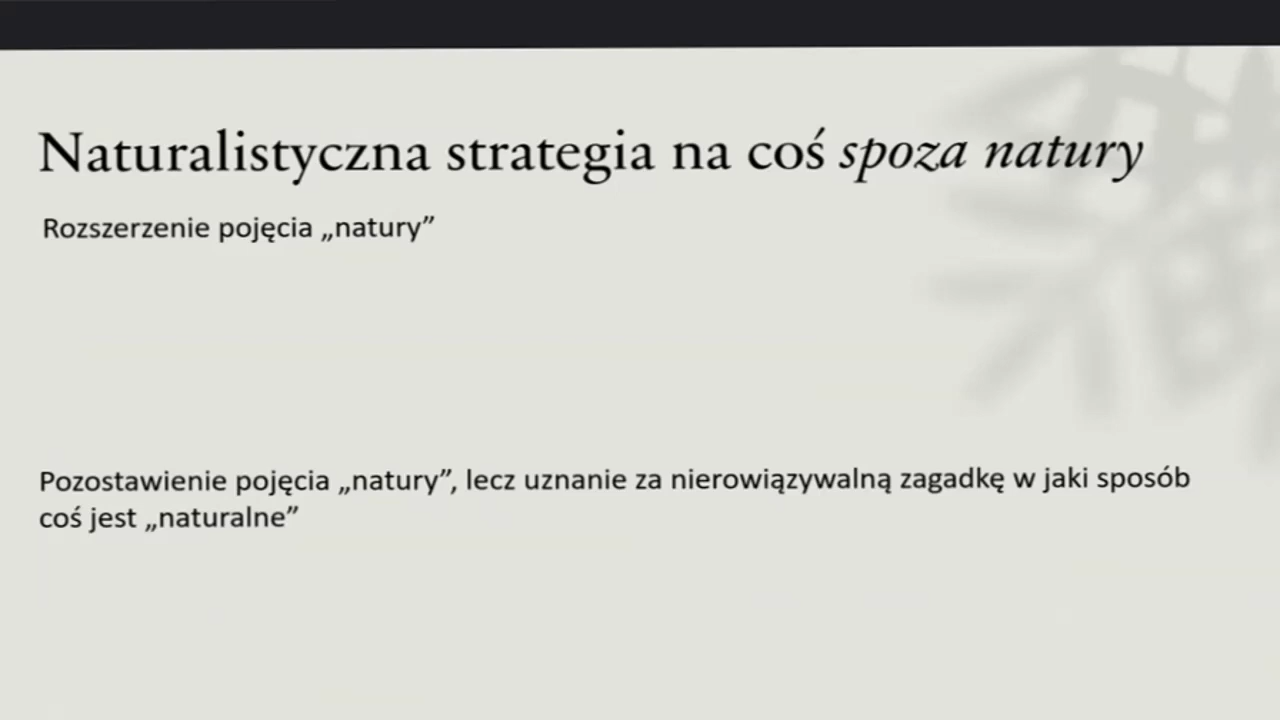 Naturalistyczna strategia na coś spoza natury
Rozszerzenie pojęcia „natury”
Pozostawienie pojęcia „natury”, lecz uznanie za nierowiązywalną zagadkę w jaki sposób
coś jest „naturalne”